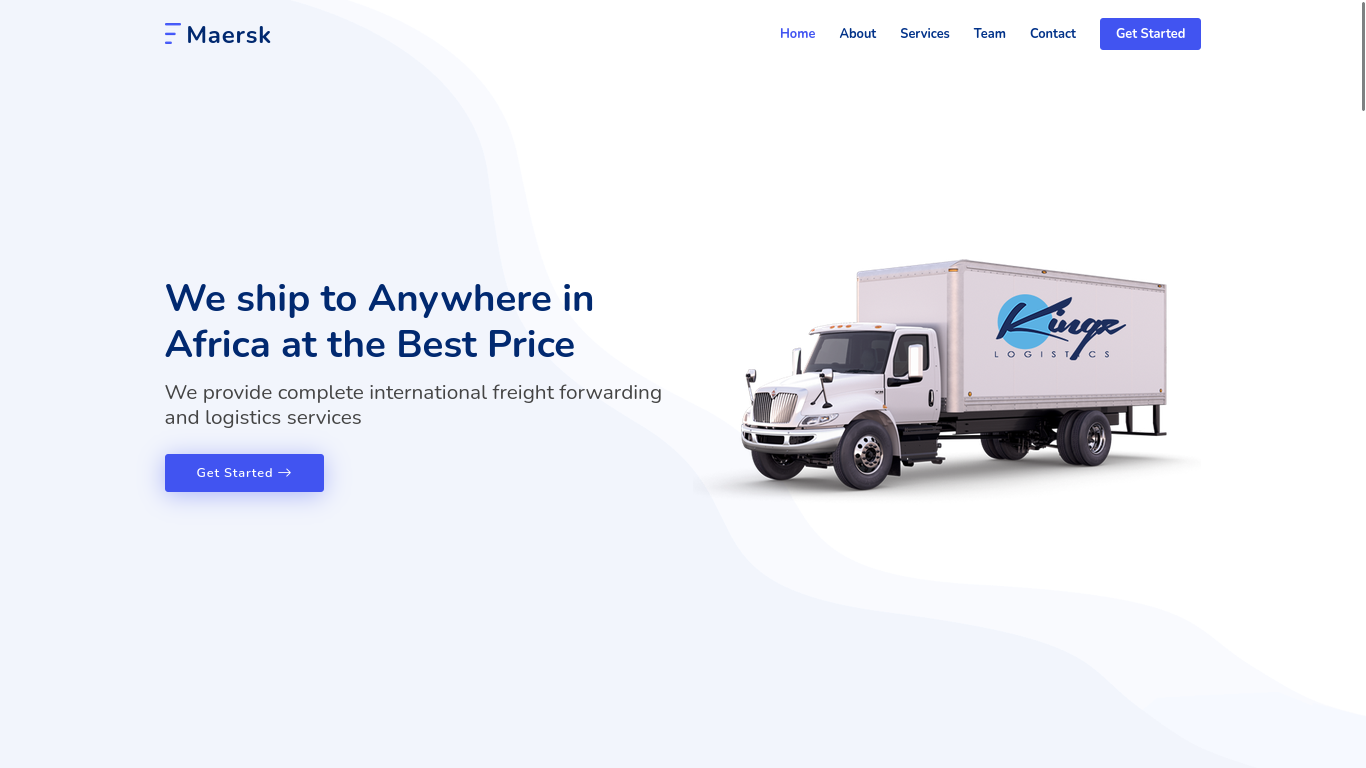 Maersk
Home
About
Services
Team
Contact
Get Started
We ship to Anywhere in
Africa at the Best Price
We provide complete international freight forwarding
and logistics services
Get Started →
Kingz
LOGISTICS